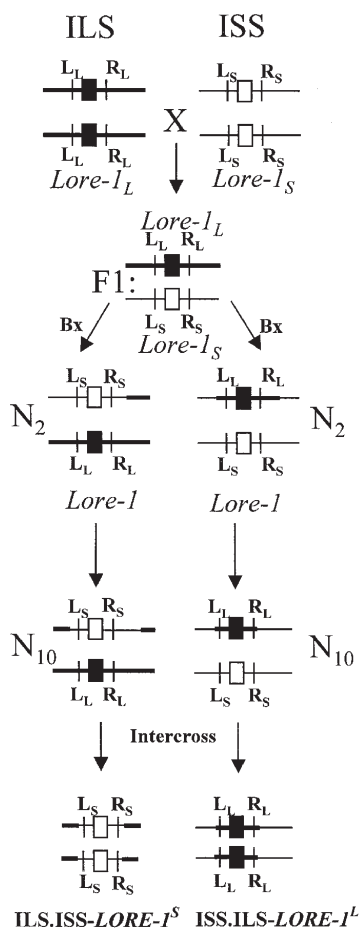 ILS ISS
L_L R_L L_S R_S
X
L_L R_L L_S R_S
Lore-1_L Lore-1_S
Lore-1_L
L_L R_L
F1:
L_S R_S
Bx Lore-1_S Bx
L_S R_S L_L R_L
N_2 N_2
L_L R_L L_S R_S
Lore-1 Lore-1
L_S R_S L_L R_L
N_10 N_10
L_L R_L L_S R_S
Intercross
L_S R_S L_L R_L
L_S R_S L_L R_L
ILS.ISS-LORE-1^S ISS.ILS-LORE-1^L